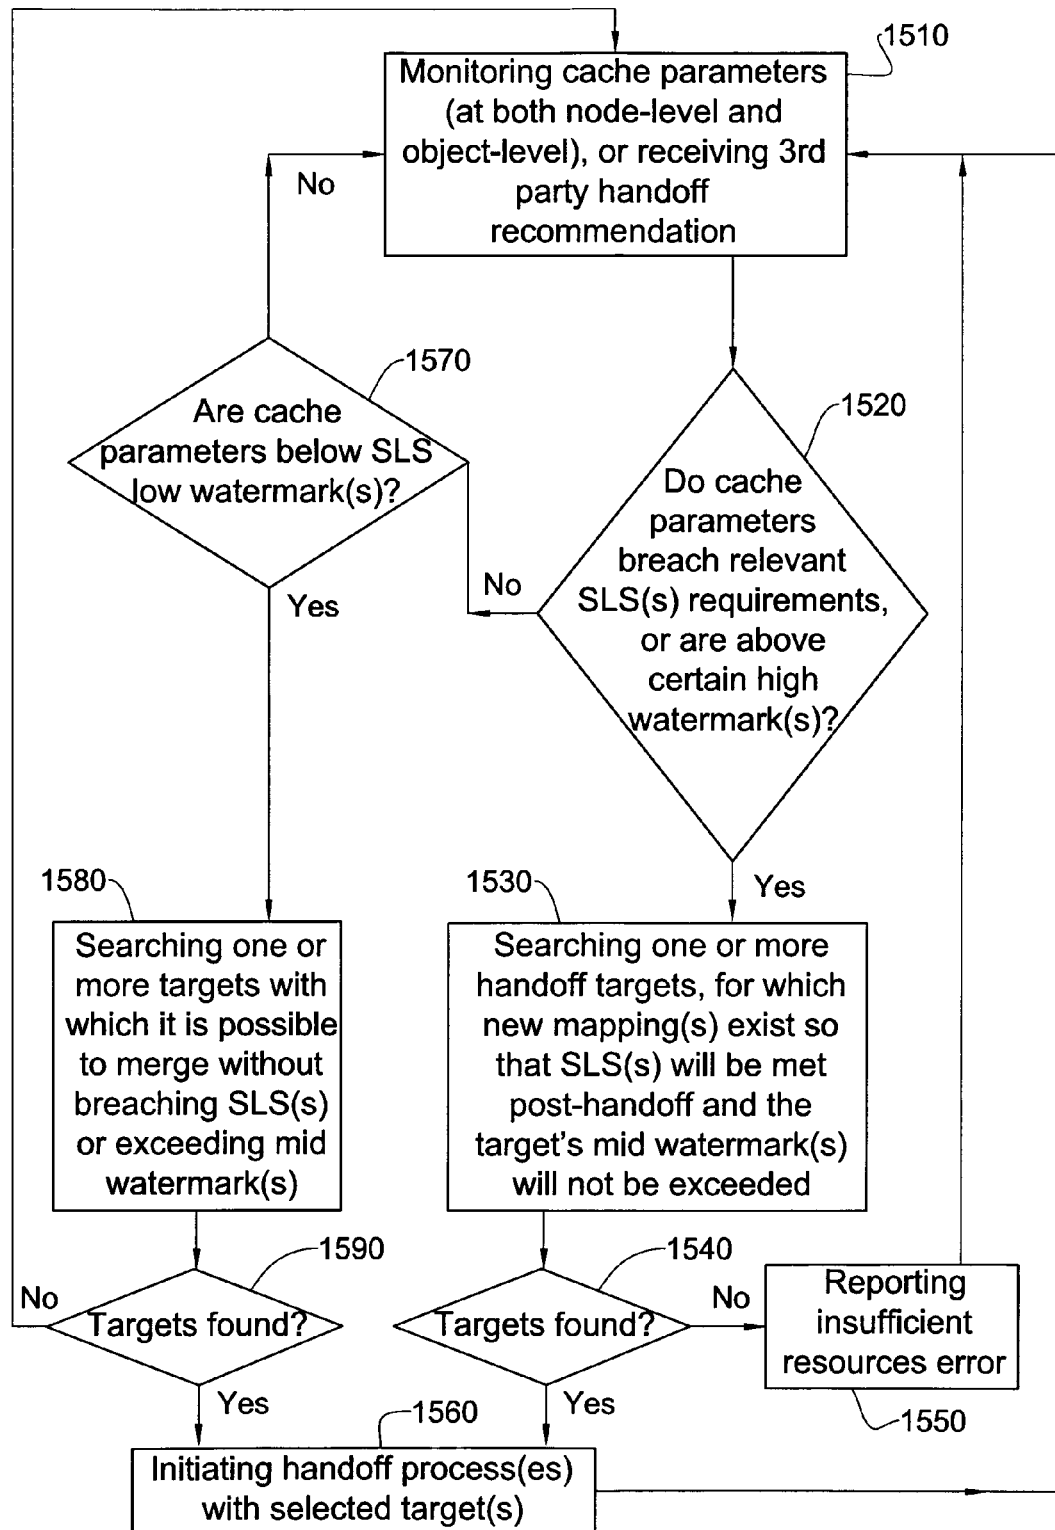 1510
Monitoring cache parameters
(at both node-level and
object-level), or receiving 3rd
party handoff
recommendation
No
1570
Are cache
parameters below SLS
low watermark(s)?
Yes
1520
Do cache
parameters
breach relevant
SLS(s) requirements,
or are above
certain high
watermark(s)?
No
Yes
1580
Searching one or
more targets with
which it is possible
to merge without
breaching SLS(s)
or exceeding mid
watermark(s)
1530
Searching one or more
handoff targets, for which
new mapping(s) exist so
that SLS(s) will be met
post-handoff and the
target's mid watermark(s)
will not be exceeded
1590
No
Targets found?
Yes
1540
Targets found?
No
Yes
Reporting
insufficient
resources error
1550
1560
Initiating handoff process(es)
with selected target(s)